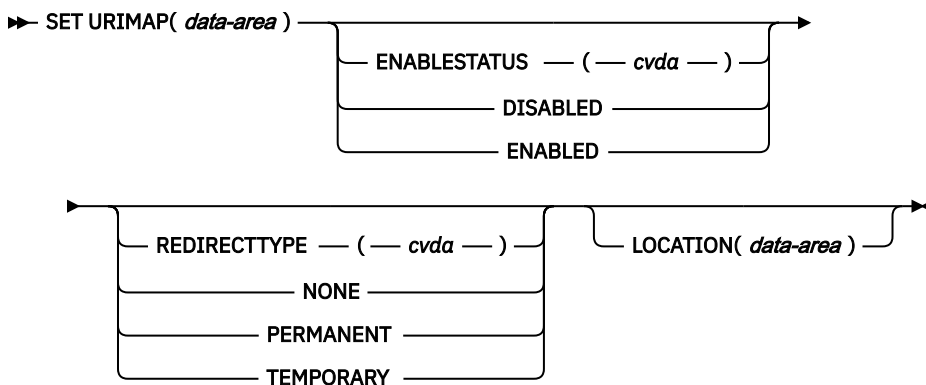 SET URIMAP( data-area )
ENABLESTATUS ( cvda )
DISABLED
ENABLED
REDIRECTTYPE ( cvda )
LOCATION( data-area )
NONE
PERMANENT
TEMPORARY